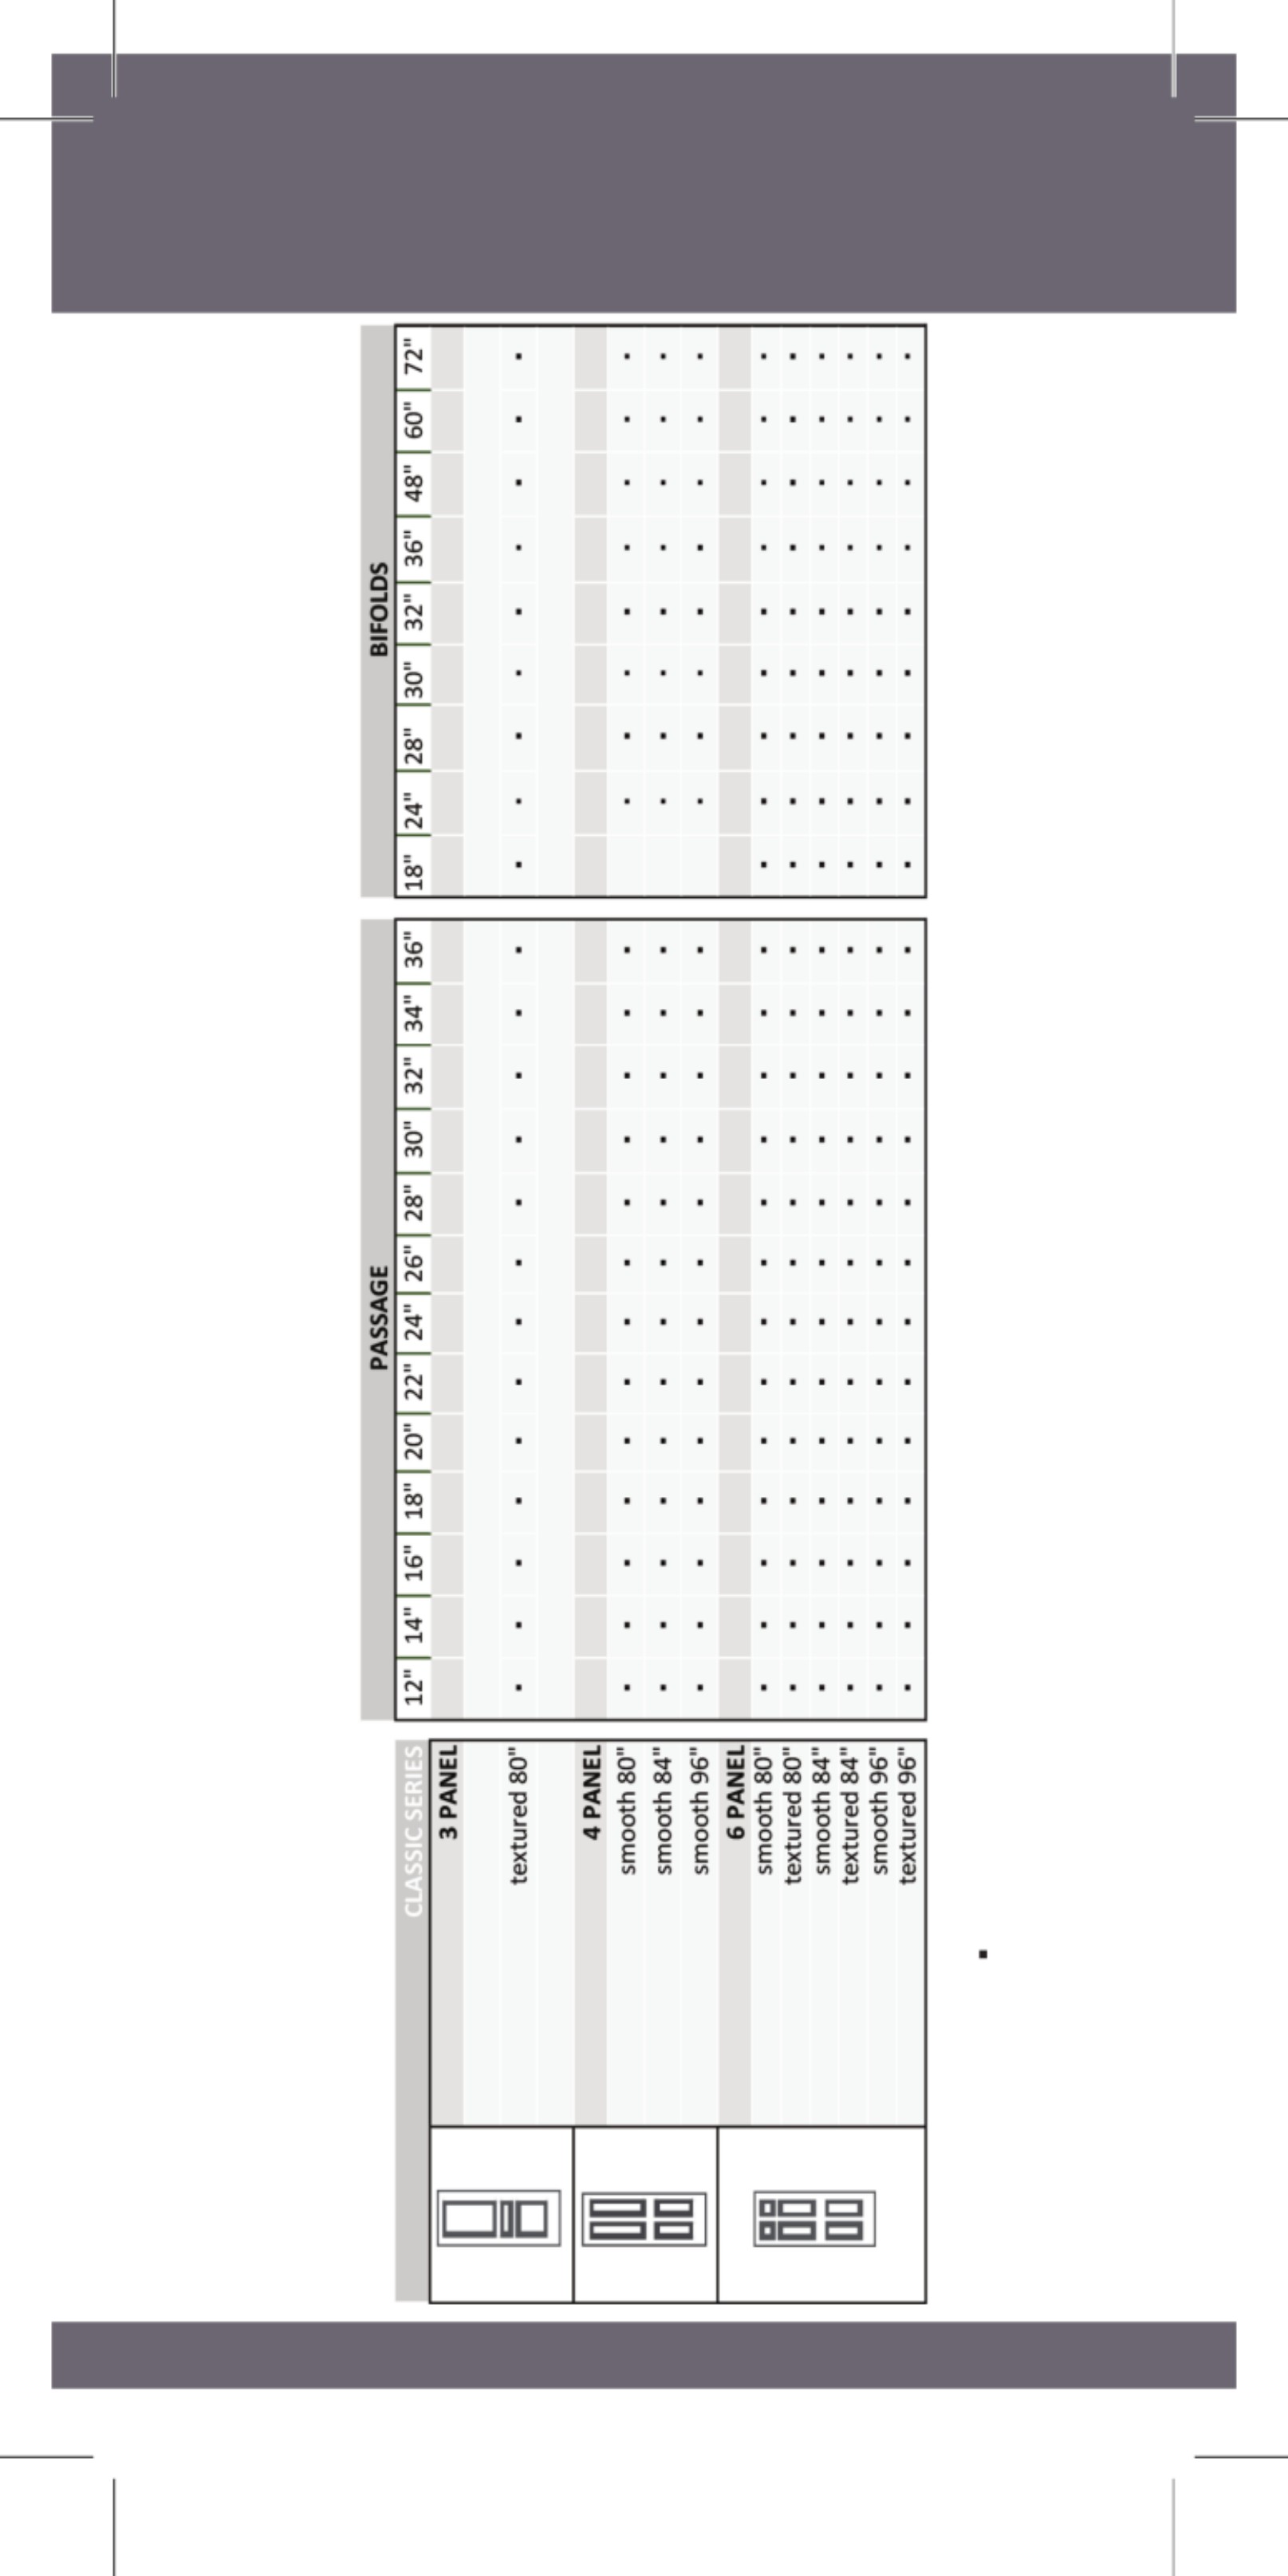 PASSAGE BIFOLDS
CLASSIC SERIES 12" 14" 16" 18" 20" 22" 24" 26" 28" 30" 32" 34" 36" 18" 24" 28" 30" 32" 36" 48" 60" 72"
3 PANEL
textured 80" ▪ ▪ ▪ ▪ ▪ ▪ ▪ ▪ ▪ ▪ ▪ ▪ ▪ ▪ ▪ ▪ ▪ ▪ ▪ ▪ ▪ ▪
4 PANEL
smooth 80" ▪ ▪ ▪ ▪ ▪ ▪ ▪ ▪ ▪ ▪ ▪ ▪ ▪ ▪ ▪ ▪ ▪ ▪ ▪ ▪ ▪
smooth 84" ▪ ▪ ▪ ▪ ▪ ▪ ▪ ▪ ▪ ▪ ▪ ▪ ▪ ▪ ▪ ▪ ▪ ▪ ▪ ▪ ▪
smooth 96" ▪ ▪ ▪ ▪ ▪ ▪ ▪ ▪ ▪ ▪ ▪ ▪ ▪ ▪ ▪ ▪ ▪ ▪ ▪ ▪ ▪
6 PANEL
smooth 80" ▪ ▪ ▪ ▪ ▪ ▪ ▪ ▪ ▪ ▪ ▪ ▪ ▪ ▪ ▪ ▪ ▪ ▪ ▪ ▪ ▪ ▪
textured 80" ▪ ▪ ▪ ▪ ▪ ▪ ▪ ▪ ▪ ▪ ▪ ▪ ▪ ▪ ▪ ▪ ▪ ▪ ▪ ▪ ▪ ▪
smooth 84" ▪ ▪ ▪ ▪ ▪ ▪ ▪ ▪ ▪ ▪ ▪ ▪ ▪ ▪ ▪ ▪ ▪ ▪ ▪ ▪ ▪ ▪
textured 84" ▪ ▪ ▪ ▪ ▪ ▪ ▪ ▪ ▪ ▪ ▪ ▪ ▪ ▪ ▪ ▪ ▪ ▪ ▪ ▪ ▪ ▪
smooth 96" ▪ ▪ ▪ ▪ ▪ ▪ ▪ ▪ ▪ ▪ ▪ ▪ ▪ ▪ ▪ ▪ ▪ ▪ ▪ ▪ ▪ ▪
textured 96" ▪ ▪ ▪ ▪ ▪ ▪ ▪ ▪ ▪ ▪ ▪ ▪ ▪ ▪ ▪ ▪ ▪ ▪ ▪ ▪ ▪ ▪
▪